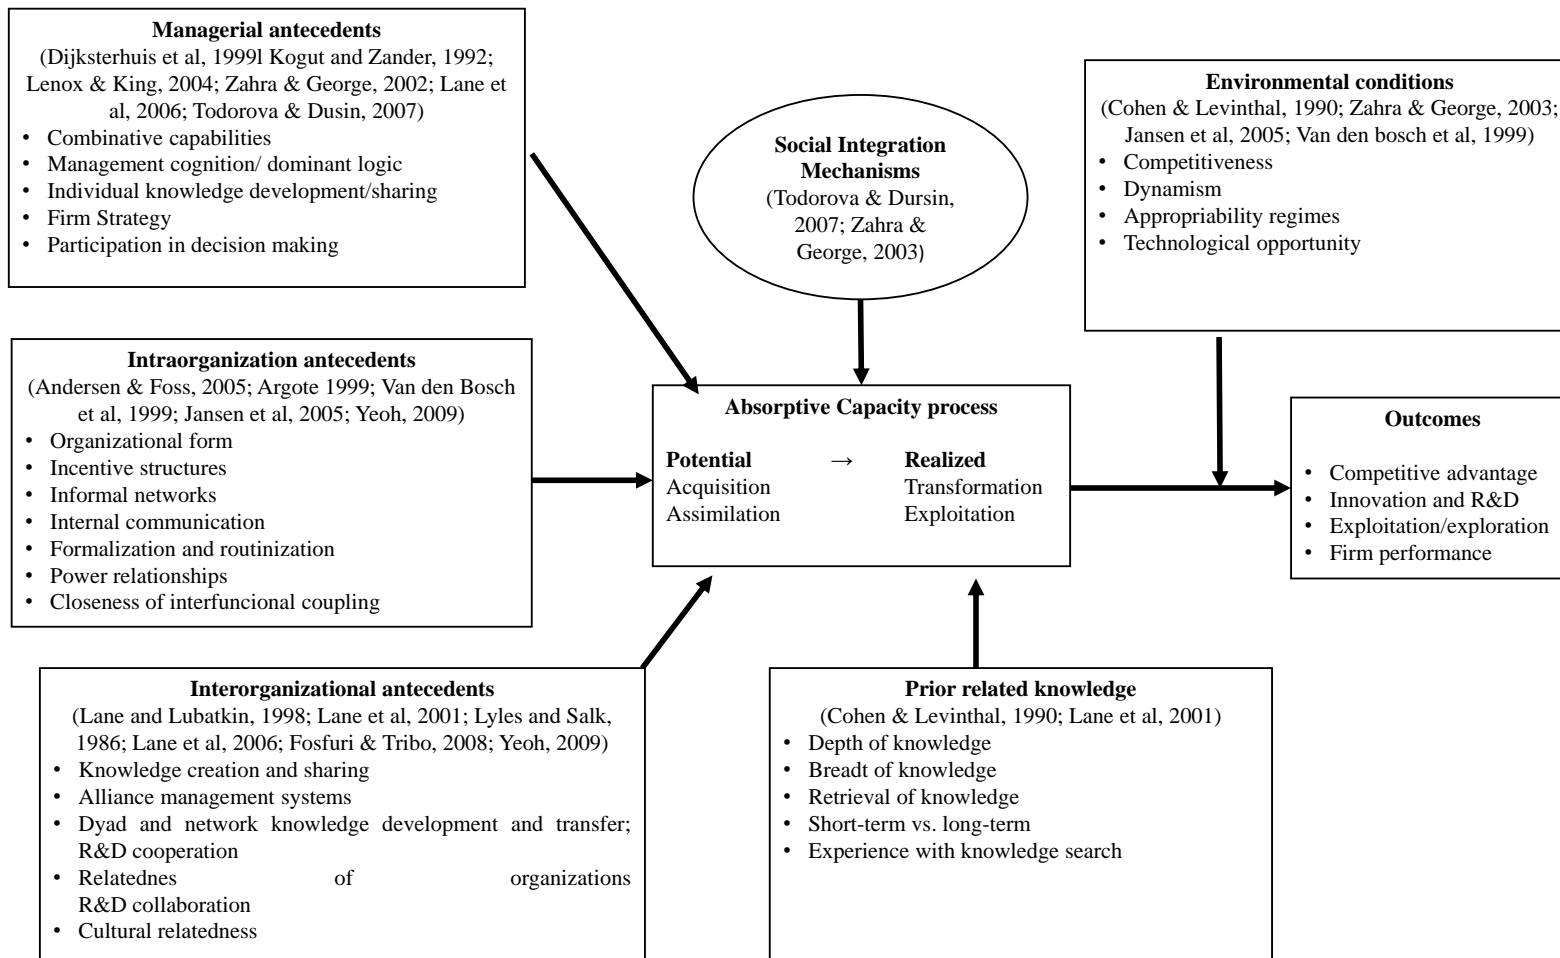 Managerial antecedents
(Dijksterhuis et al, 1999l Kogut and Zander, 1992;
Lenox & King, 2004; Zahra & George, 2002; Lane et
al, 2006; Todorova & Dusin, 2007)
• Combinative capabilities
• Management cognition/ dominant logic
• Individual knowledge development/sharing
• Firm Strategy
• Participation in decision making
Social Integration
Mechanisms
(Todorova & Dursin,
2007; Zahra &
George, 2003)
Environmental conditions
(Cohen & Levinthal, 1990; Zahra & George, 2003;
Jansen et al, 2005; Van den bosch et al, 1999)
• Competitiveness
• Dynamism
• Appropriability regimes
• Technological opportunity
Intraorganization antecedents
(Andersen & Foss, 2005; Argote 1999; Van den Bosch
et al, 1999; Jansen et al, 2005; Yeoh, 2009)
• Organizational form
• Incentive structures
• Informal networks
• Internal communication
• Formalization and routinization
• Power relationships
• Closeness of interfuncional coupling
Absorptive Capacity process
Potential → Realized
Acquisition Transformation
Assimilation Exploitation
Outcomes
• Competitive advantage
• Innovation and R&D
• Exploitation/exploration
• Firm performance
Interorganizational antecedents
(Lane and Lubatkin, 1998; Lane et al, 2001; Lyles and Salk,
1986; Lane et al, 2006; Fosfuri & Tribo, 2008; Yeoh, 2009)
• Knowledge creation and sharing
• Alliance management systems
• Dyad and network knowledge development and transfer;
R&D cooperation
• Relatednes of organizations
R&D collaboration
• Cultural relatedness
Prior related knowledge
(Cohen & Levinthal, 1990; Lane et al, 2001)
• Depth of knowledge
• Breadt of knowledge
• Retrieval of knowledge
• Short-term vs. long-term
• Experience with knowledge search